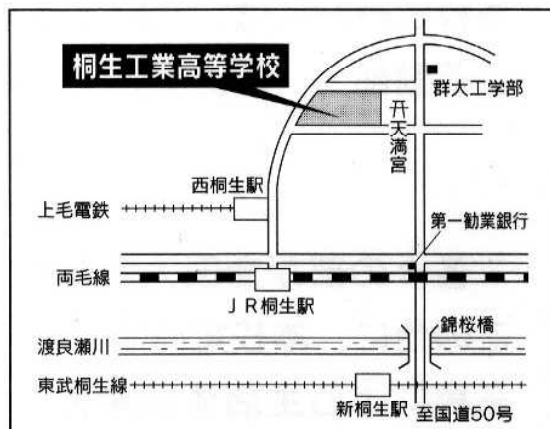 桐生工業高等学校
群大工学部
天満宮
西桐生駅
上毛電鉄
第一勧業銀行
両毛線
JR桐生駅
錦桜橋
渡良瀬川
東武桐生線
新桐生駅
至国道50号